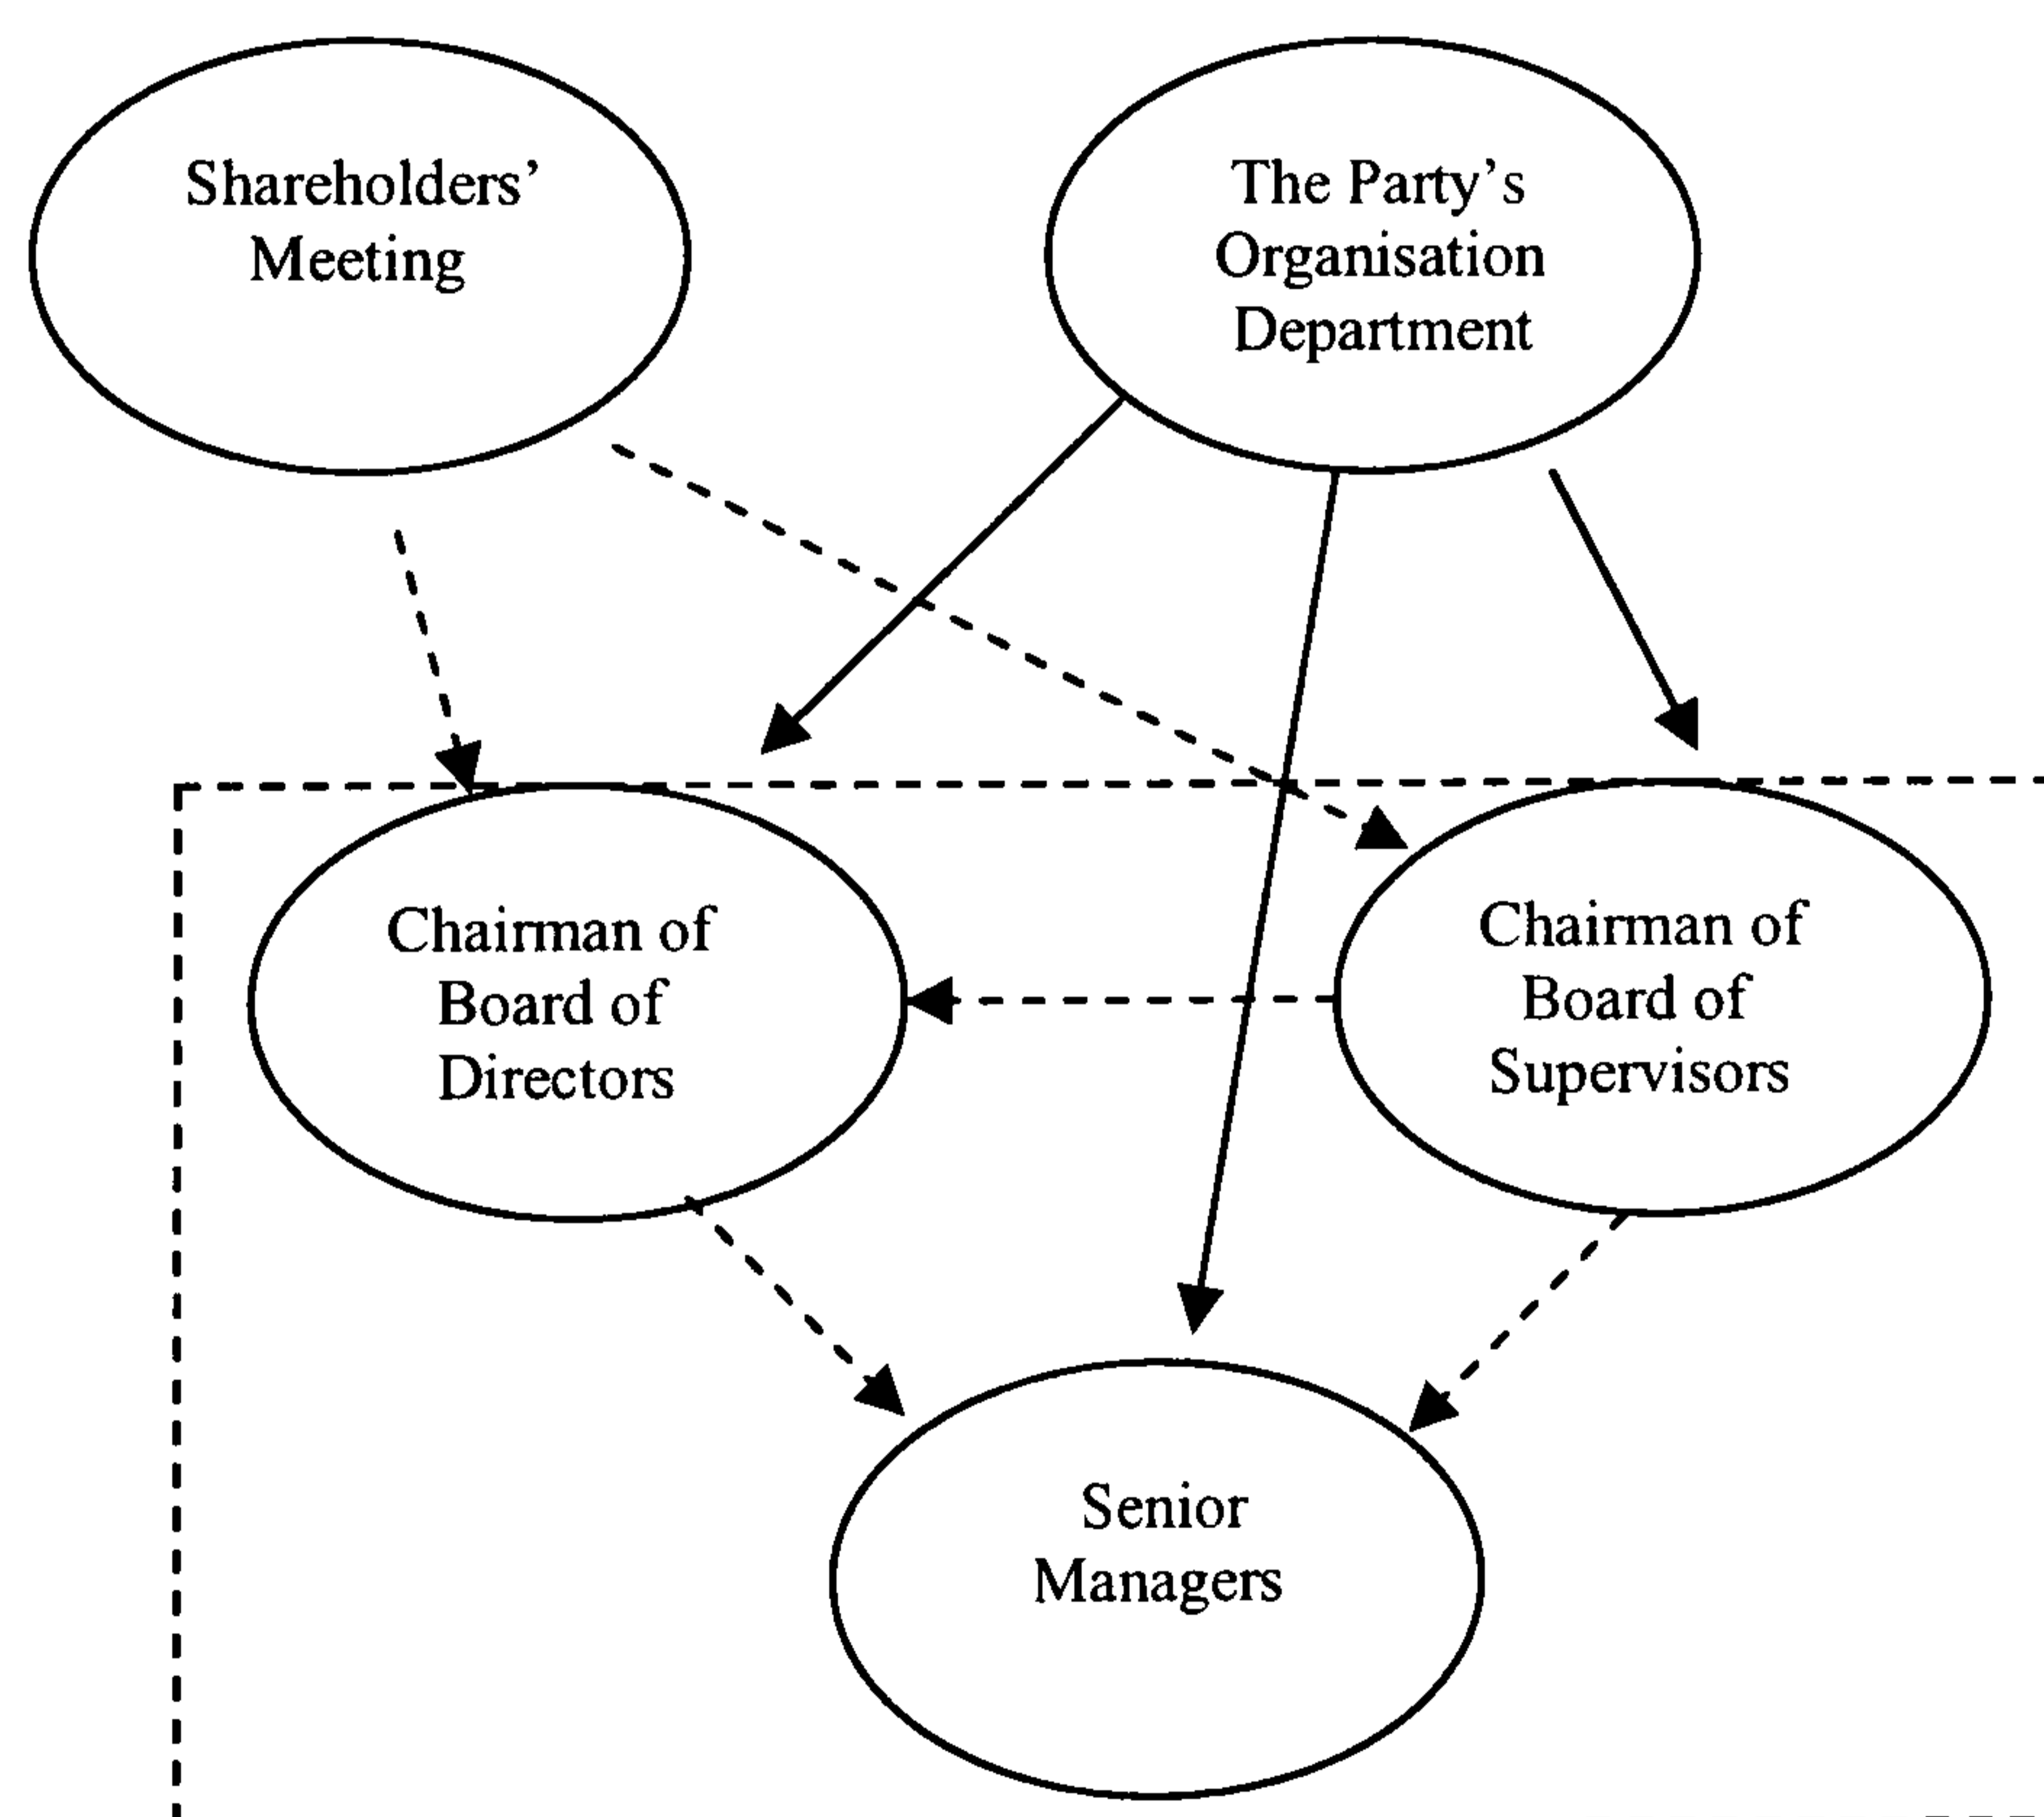 Shareholders’
Meeting
The Party’s
Organisation
Department
Chairman of
Board of
Directors
Chairman of
Board of
Supervisors
Senior
Managers